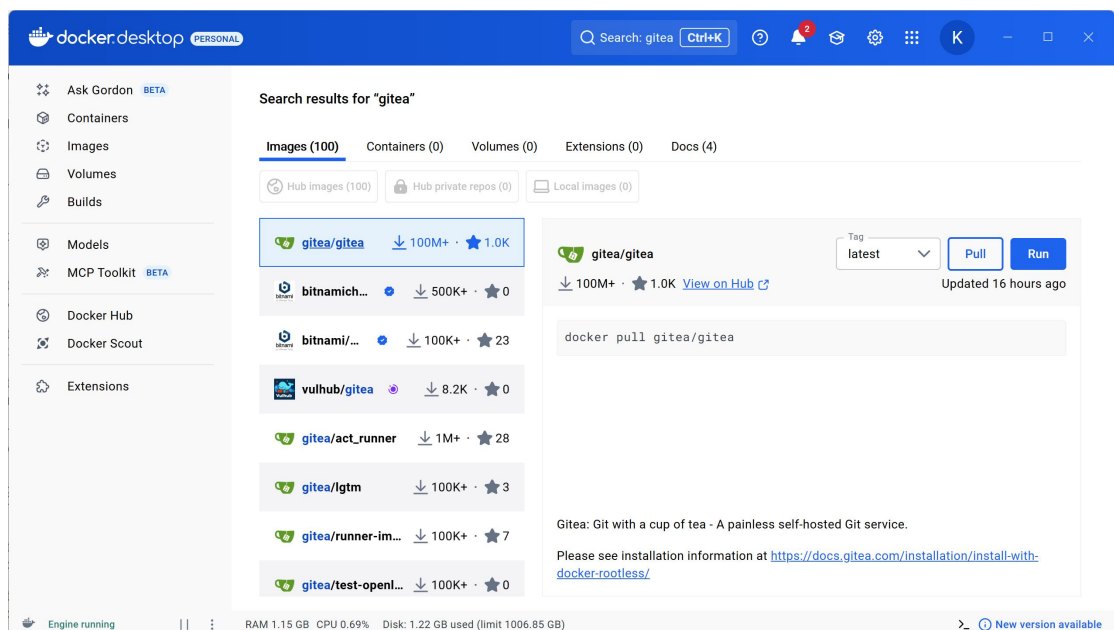 docker.desktop PERSONAL
Search: gitea Ctrl+K
2
K
Ask Gordon BETA
Containers
Images
Volumes
Builds
Models
MCP Toolkit BETA
Docker Hub
Docker Scout
Extensions
Search results for “gitea”
Images (100) Containers (0) Volumes (0) Extensions (0) Docs (4)
Hub images (100) Hub private repos (0) Local images (0)
gitea/gitea 100M+ · 1.0K
bitnami bitnamich... 500K+ · 0
bitnami bitnami/... 100K+ · 23
Vulhub vulhub/gitea 8.2K · 0
gitea/act_runner 1M+ · 28
gitea/lgtm 100K+ · 3
gitea/runner-im... 100K+ · 7
gitea/test-openl... 100K+ · 0
gitea/gitea
Tag
latest
Pull
Run
100M+ · 1.0K View on Hub
Updated 16 hours ago
docker pull gitea/gitea
Gitea: Git with a cup of tea - A painless self-hosted Git service.
Please see installation information at https://docs.gitea.com/installation/install-with-
docker-rootless/
Engine running
RAM 1.15 GB CPU 0.69% Disk: 1.22 GB used (limit 1006.85 GB)
New version available